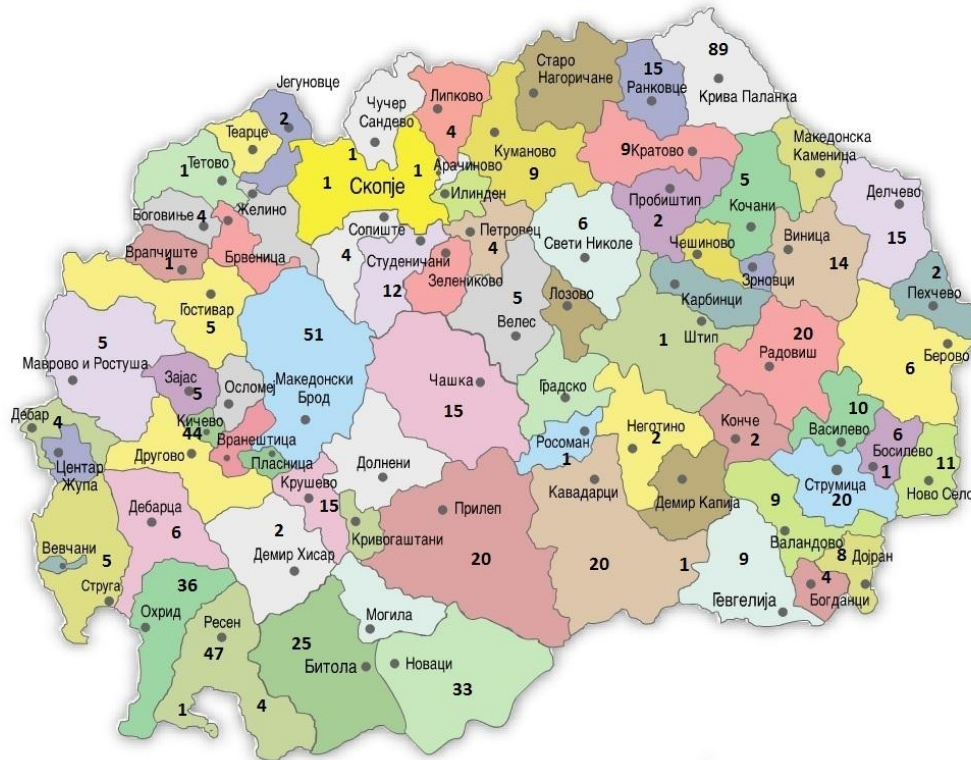 89
Крива Паланка
Старо
Нагоричане
15
Ранковце
Јегуновце
2
Чучер
Сандево
Липково
4
Куманово
9
9
Кратово
Македонска
Каменица
Теарце
1
Тетово
1
1
1
Скопје
Арачиново
Илинден
Пробиштип
2
5
Кочани
Делчево
15
Желино
Боговиње
4
Сопиште
4
Петровец
4
6
Свети Николе
Чешиново
Виница
14
Врапчиште
1
Брвеница
Студеничани
12
Зелениково
Зрновци
2
Пехчево
Гостивар
5
5
Велес
Лозово
Карбинци
Штип
1
5
Маврово и Ростуша
51
Македонски
Брод
20
Радовиш
Берово
6
Зајас
5
Осломеј
Чашка
15
Градско
Дебар
4
Кичево
44
Другово
Вранештица
Пласница
Росоман
1
Неготино
2
Конче
2
10
Василево
6
Босилево
1
11
Ново Село
Центар
Жупа
Долнени
Крушево
15
Кавадарци
Демир Капија
Струмица
20
Дебарца
6
2
Демир Хисар
Кривогаштани
Прилеп
20
20
1
9
Валандово
Вевчани
5
Струга
9
Гевгелија
8
Дојран
4
Богданци
36
Охрид
Ресен
47
Могила
25
Битола
Новаци
33
1
4